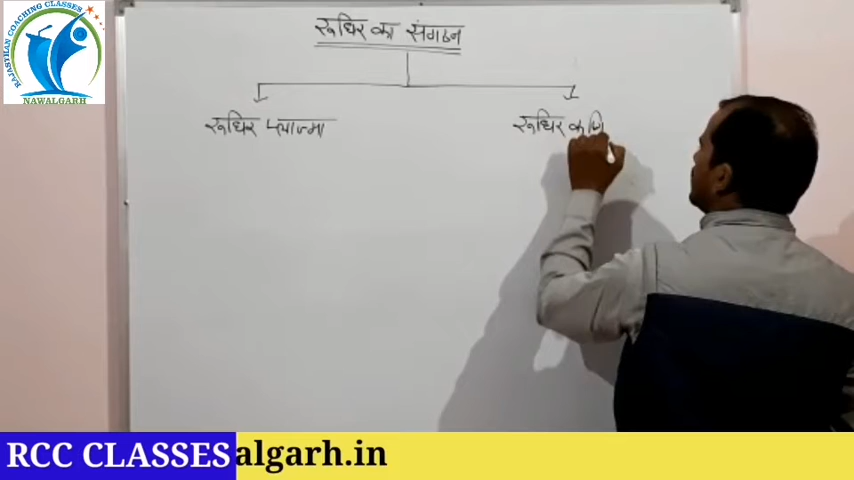 RAJASTHAN COACHING CLASSES
NAWALGARH
रूधिर का संगठन
रूधिर प्लाज्मा
रूधिर कणि
RCC CLASSES
algarh.in